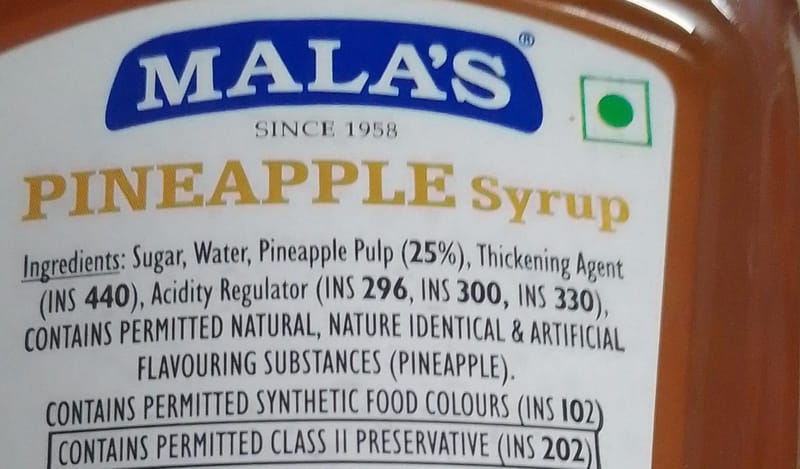 MALA'S®
SINCE 1958
PINEAPPLE Syrup
Ingredients: Sugar, Water, Pineapple Pulp (25%), Thickening Agent
(INS 440), Acidity Regulator (INS 296, INS 300, INS 330),
CONTAINS PERMITTED NATURAL, NATURE IDENTICAL & ARTIFICIAL
FLAVOURING SUBSTANCES (PINEAPPLE).
CONTAINS PERMITTED SYNTHETIC FOOD COLOURS (INS 102)
CONTAINS PERMITTED CLASS II PRESERVATIVE (INS 202)